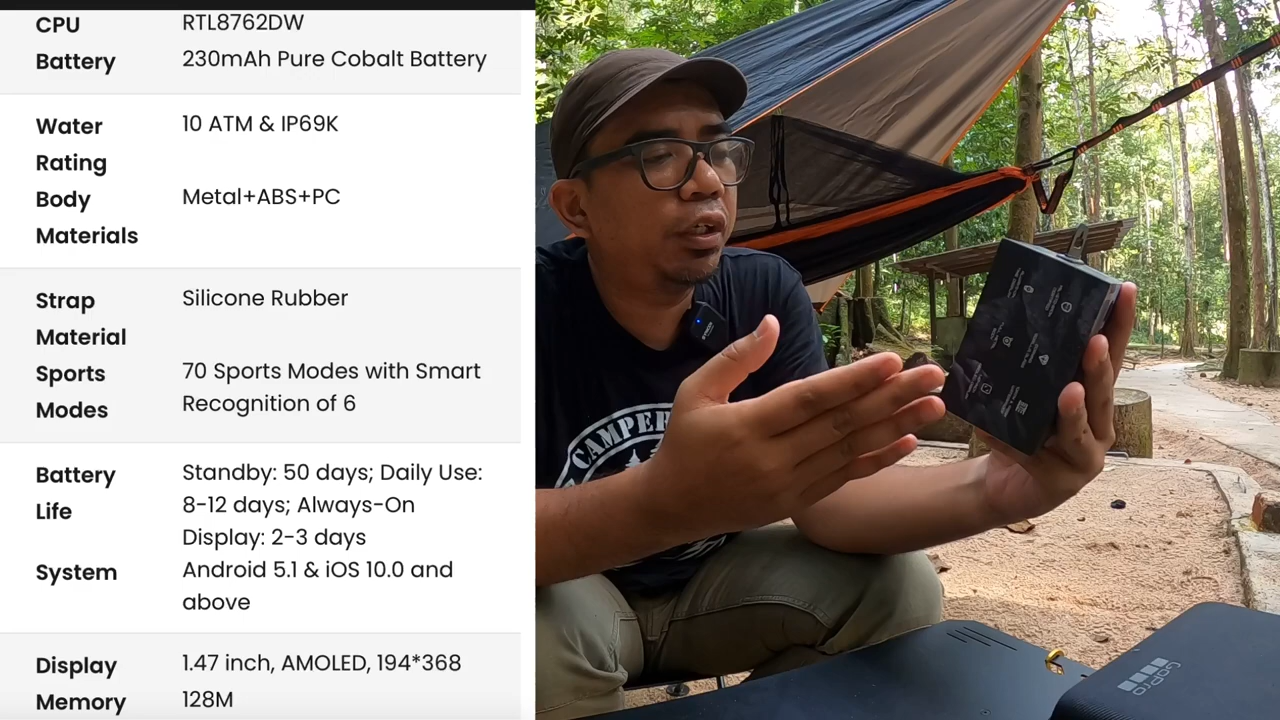 CPU RTL8762DW
Battery 230mAh Pure Cobalt Battery
Water Rating 10 ATM & IP69K
Body Materials Metal+ABS+PC
Strap Material Silicone Rubber
Sports Modes 70 Sports Modes with Smart
Recognition of 6
Battery Life Standby: 50 days; Daily Use:
8-12 days; Always-On
Display: 2-3 days
System Android 5.1 & iOS 10.0 and
above
Display 1.47 inch, AMOLED, 194*368
Memory 128M
CAMPER
GoPro